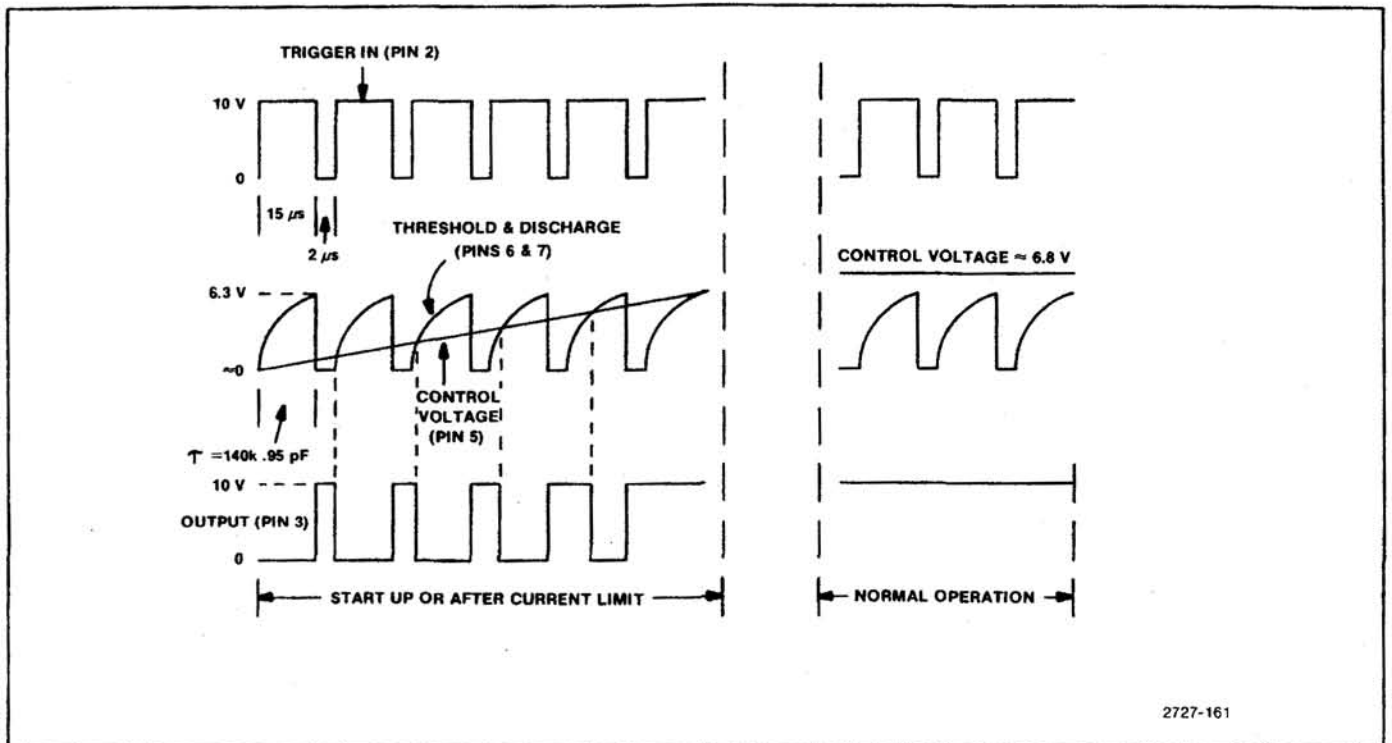 TRIGGER IN (PIN 2)
10 V
0
15 μs
2 μs
THRESHOLD & DISCHARGE
(PINS 6 & 7)
CONTROL VOLTAGE ≈ 6.8 V
6.3 V
≈0
CONTROL
VOLTAGE
(PIN 5)
τ =140k .95 pF
10 V
OUTPUT (PIN 3)
0
START UP OR AFTER CURRENT LIMIT
NORMAL OPERATION
2727-161